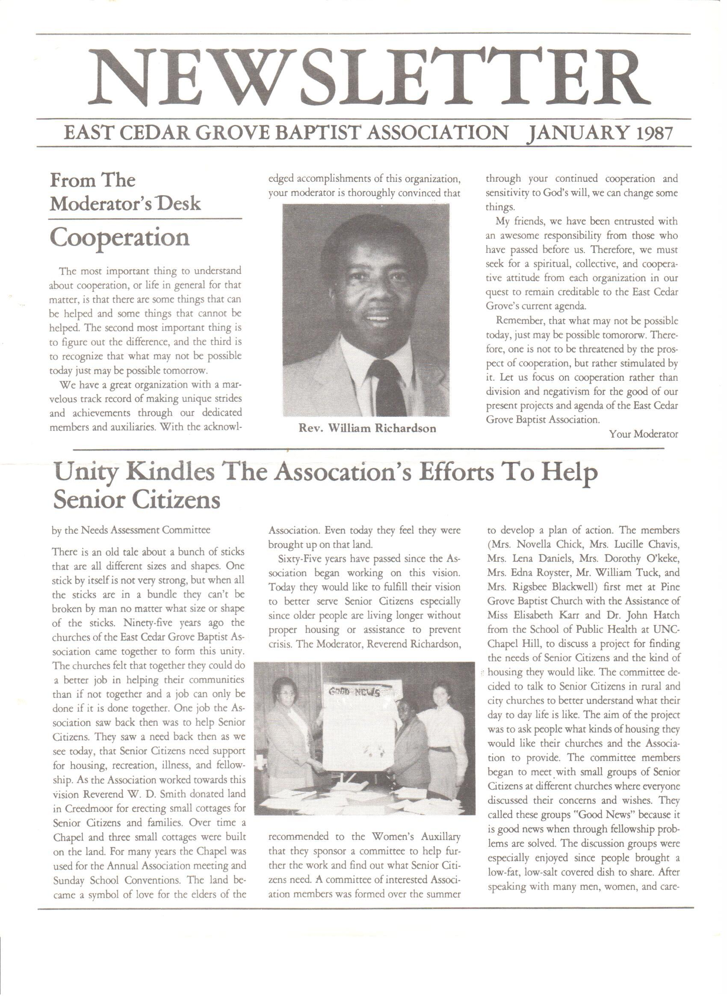 NEWSLETTER
EAST CEDAR GROVE BAPTIST ASSOCIATION JANUARY 1987
From The
Moderator's Desk
Cooperation
The most important thing to understand
about cooperation, or life in general for that
matter, is that there are some things that can
be helped and some things that cannot be
helped. The second most important thing is
to figure out the difference, and the third is
to recognize that what may not be possible
today just may be possible tomorrow.
We have a great organization with a mar-
velous track record of making unique strides
and achievements through our dedicated
members and auxiliaries. With the acknowl-
edged accomplishments of this organization,
your moderator is thoroughly convinced that
Rev. William Richardson
through your continued cooperation and
sensitivity to God's will, we can change some
things.
My friends, we have been entrusted with
an awesome responsibility from those who
have passed before us. Therefore, we must
seek for a spiritual, collective, and coopera-
tive attitude from each organization in our
quest to remain creditable to the East Cedar
Grove's current agenda.
Remember, that what may not be possible
today, just may be possible tomororw. There-
fore, one is not to be threatened by the pros-
pect of cooperation, but rather stimulated by
it. Let us focus on cooperation rather than
division and negativism for the good of our
present projects and agenda of the East Cedar
Grove Baptist Association.
Your Moderator
Unity Kindles The Assocation's Efforts To Help
Senior Citizens
by the Needs Assessment Committee
There is an old tale about a bunch of sticks
that are all different sizes and shapes. One
stick by itself is not very strong, but when all
the sticks are in a bundle they can't be
broken by man no matter what size or shape
of the sticks. Ninety-five years ago the
churches of the East Cedar Grove Baptist As-
sociation came together to form this unity.
The churches felt that together they could do
a better job in helping their communities
than if not together and a job can only be
done if it is done together. One job the As-
sociation saw back then was to help Senior
Citizens. They saw a need back then as we
see today, that Senior Citizens need support
for housing, recreation, illness, and fellow-
ship. As the Association worked towards this
vision Reverend W. D. Smith donated land
in Creedmoor for erecting small cottages for
Senior Citizens and families. Over time a
Chapel and three small cottages were built
on the land. For many years the Chapel was
used for the Annual Association meeting and
Sunday School Conventions. The land be-
came a symbol of love for the elders of the
Association. Even today they feel they were
brought up on that land.
Sixty-Five years have passed since the As-
sociation began working on this vision.
Today they would like to fulfill their vision
to better serve Senior Citizens especially
since older people are living longer without
proper housing or assistance to prevent
crisis. The Moderator, Reverend Richardson,
GOOD NEWS
recommended to the Women's Auxillary
that they sponsor a committee to help fur-
ther the work and find out what Senior Citi-
zens need. A committee of interested Associ-
ation members was formed over the summer
to develop a plan of action. The members
(Mrs. Novella Chick, Mrs. Lucille Chavis,
Mrs. Lena Daniels, Mrs. Dorothy O'keke,
Mrs. Edna Royster, Mr. William Tuck, and
Mrs. Rigsbee Blackwell) first met at Pine
Grove Baptist Church with the Assistance of
Miss Elisabeth Karr and Dr. John Hatch
from the School of Public Health at UNC-
Chapel Hill, to discuss a project for finding
the needs of Senior Citizens and the kind of
housing they would like. The committee de-
cided to talk to Senior Citizens in rural and
city churches to better understand what their
day to day life is like. The aim of the project
was to ask people what kinds of housing they
would like their churches and the Associa-
tion to provide. The committee members
began to meet with small groups of Senior
Citizens at different churches where everyone
discussed their concerns and wishes. They
called these groups "Good News" because it
is good news when through fellowship prob-
lems are solved. The discussion groups were
especially enjoyed since people brought a
low-fat, low-salt covered dish to share. After
speaking with many men, women, and care-